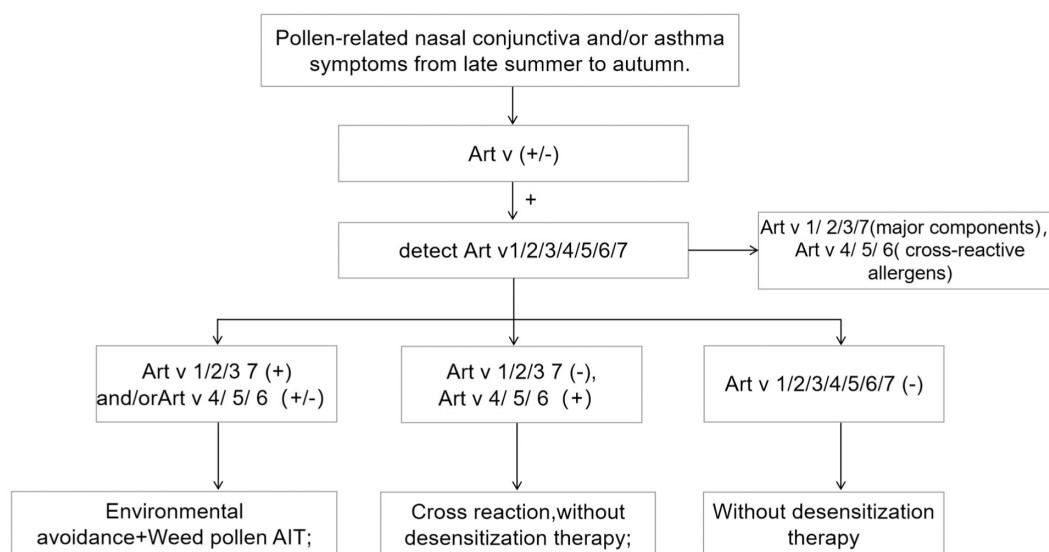 Pollen-related nasal conjunctiva and/or asthma
symptoms from late summer to autumn.
Art v (+/-)
+
detect Art v1/2/3/4/5/6/7
Art v 1/ 2/3/7(major components),
Art v 4/ 5/ 6( cross-reactive
allergens)
Art v 1/2/3 7 (+)
and/orArt v 4/ 5/ 6 (+/-)
Art v 1/2/3 7 (-),
Art v 4/ 5/ 6 (+)
Art v 1/2/3/4/5/6/7 (-)
Environmental
avoidance+Weed pollen AIT;
Cross reaction,without
desensitization therapy;
Without desensitization
therapy